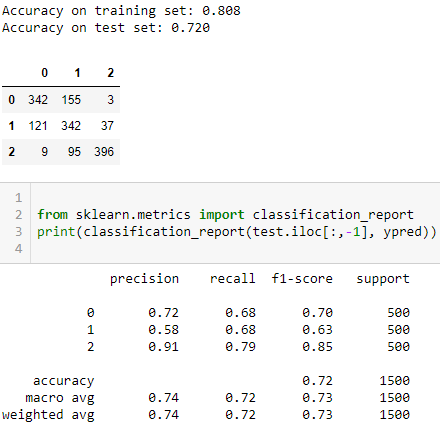 Accuracy on training set: 0.808
Accuracy on test set: 0.720
0 1 2
0 342 155 3
1 121 342 37
2 9 95 396
1
2 from sklearn.metrics import classification_report
3 print(classification_report(test.iloc[:,-1], ypred))
4
precision recall f1-score support
0 0.72 0.68 0.70 500
1 0.58 0.68 0.63 500
2 0.91 0.79 0.85 500
accuracy 0.72 1500
macro avg 0.74 0.72 0.73 1500
weighted avg 0.74 0.72 0.73 1500